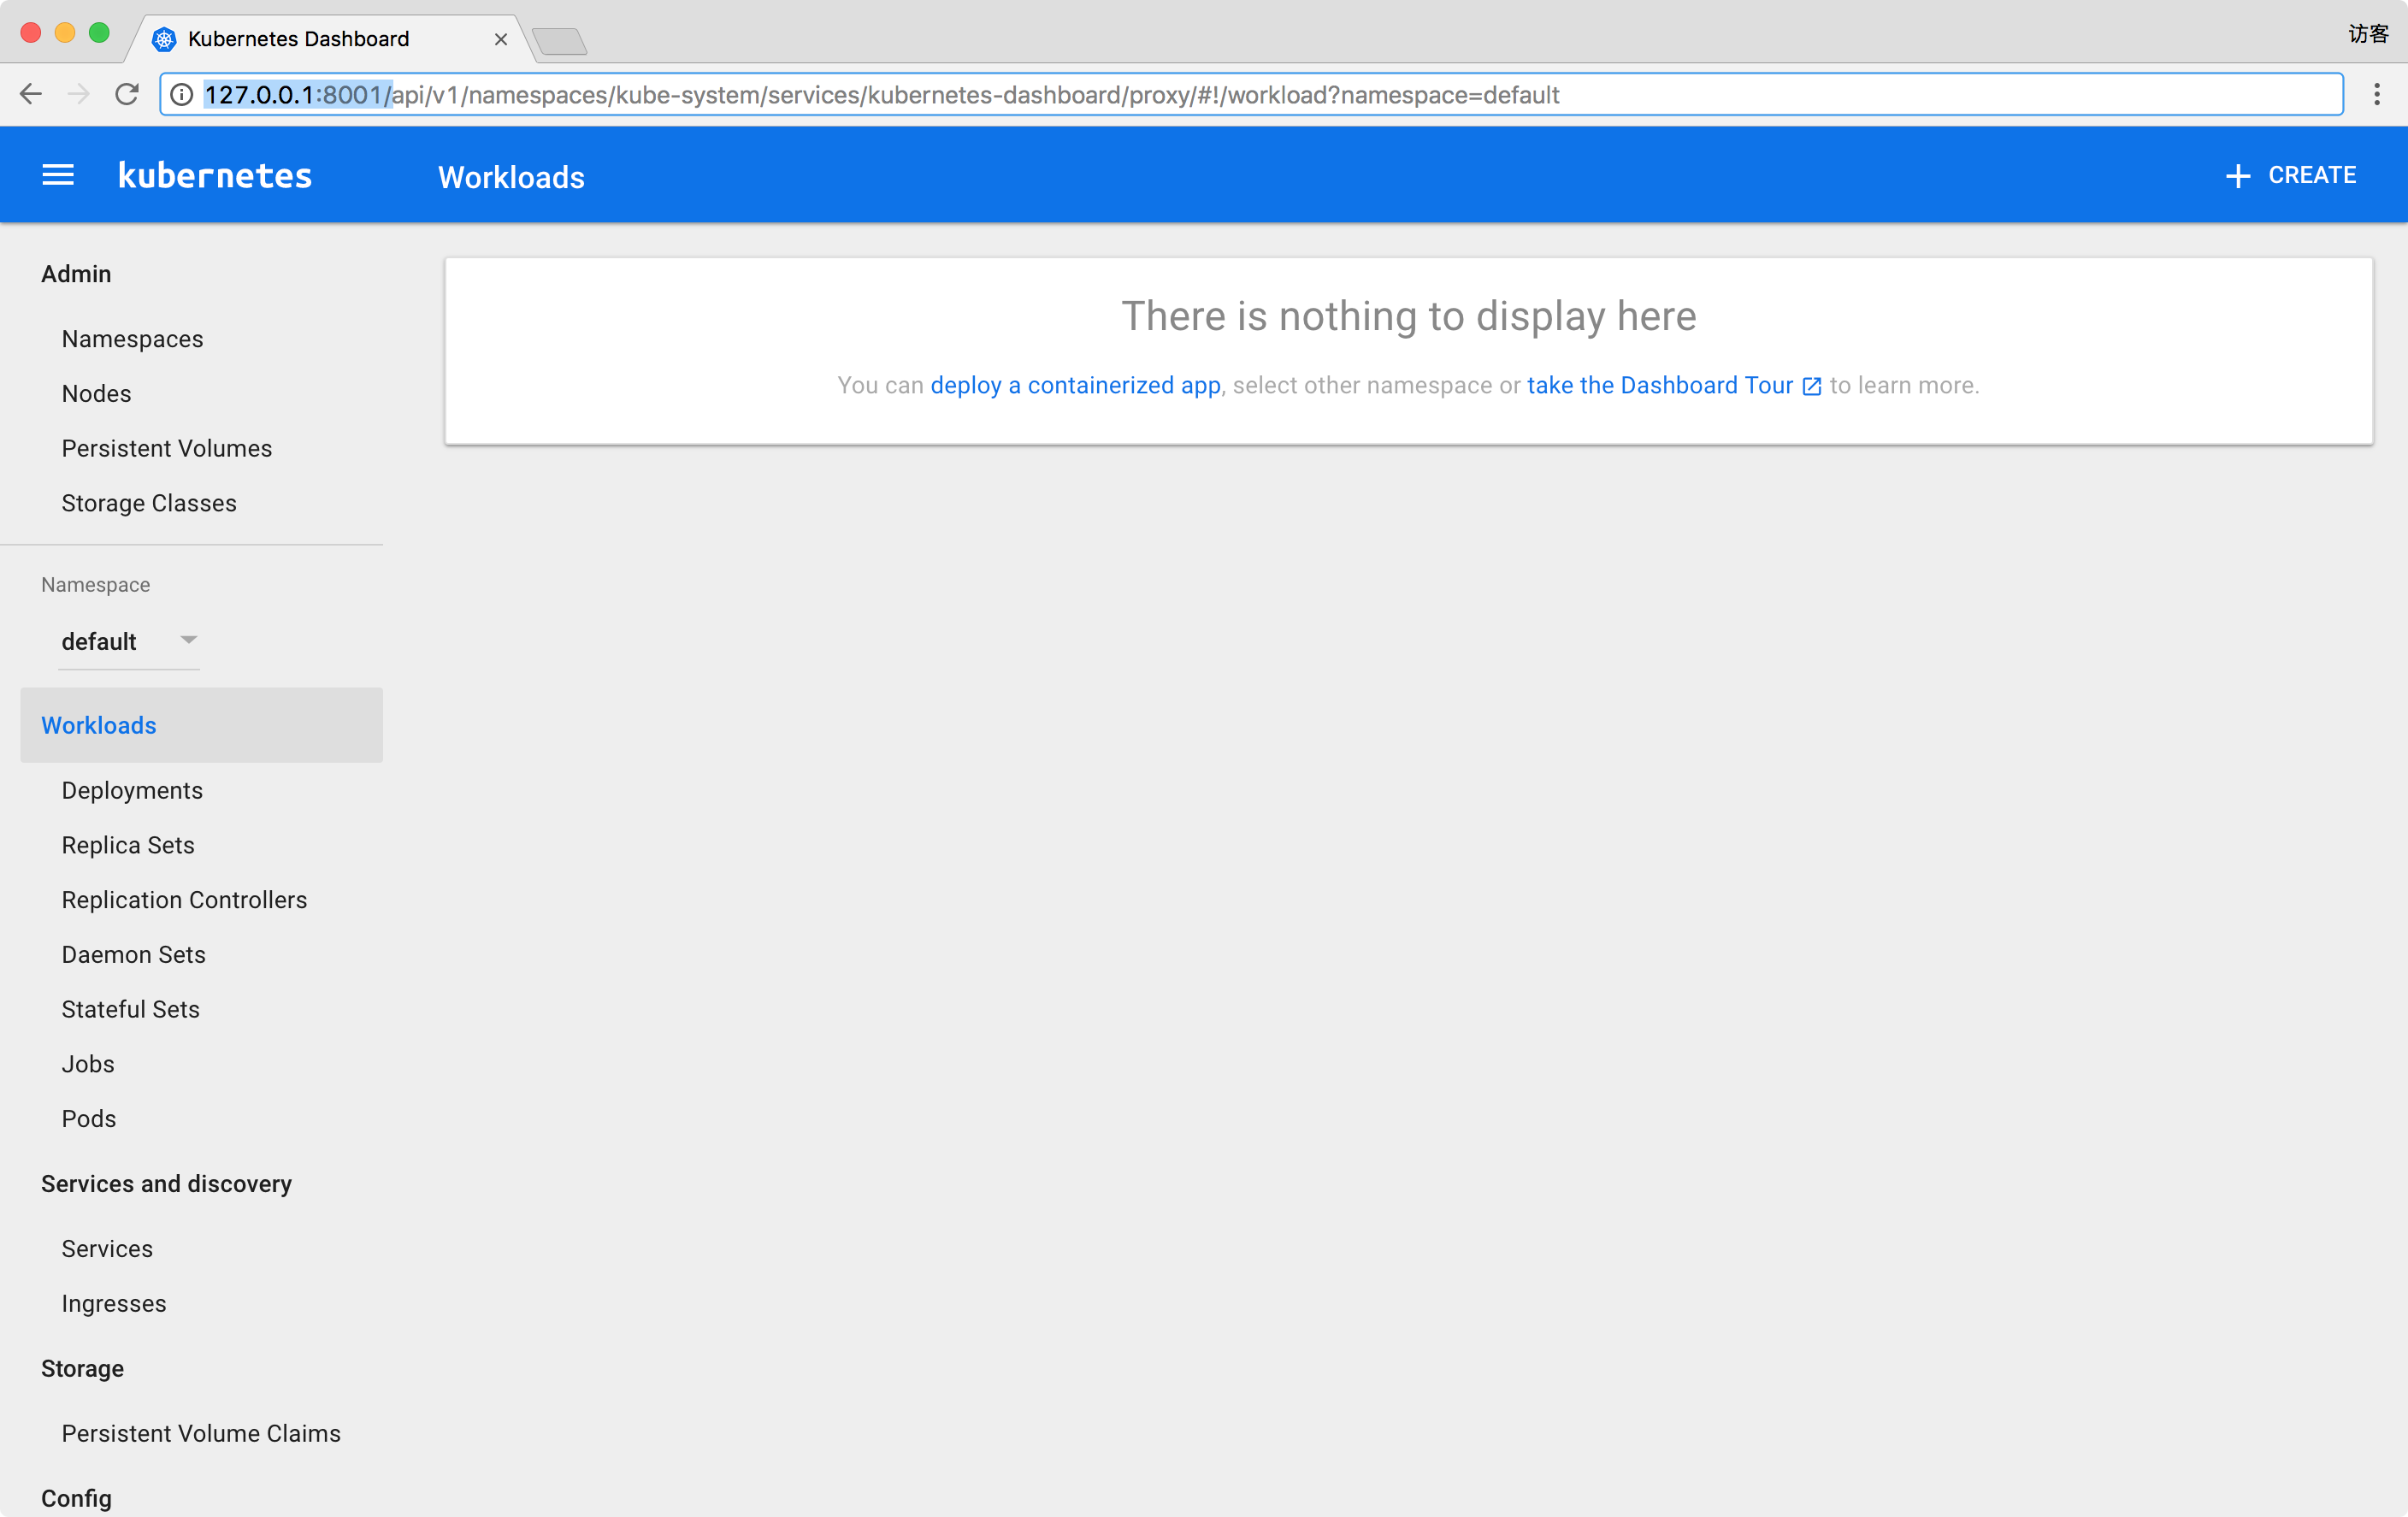 Kubernetes Dashboard
访客
127.0.0.1:8001/api/v1/namespaces/kube-system/services/kubernetes-dashboard/proxy/#!/workload?namespace=default
kubernetes
Workloads
CREATE
Admin
Namespaces
Nodes
Persistent Volumes
Storage Classes
Namespace
default
Workloads
Deployments
Replica Sets
Replication Controllers
Daemon Sets
Stateful Sets
Jobs
Pods
Services and discovery
Services
Ingresses
Storage
Persistent Volume Claims
Config
There is nothing to display here
You can deploy a containerized app, select other namespace or take the Dashboard Tour to learn more.